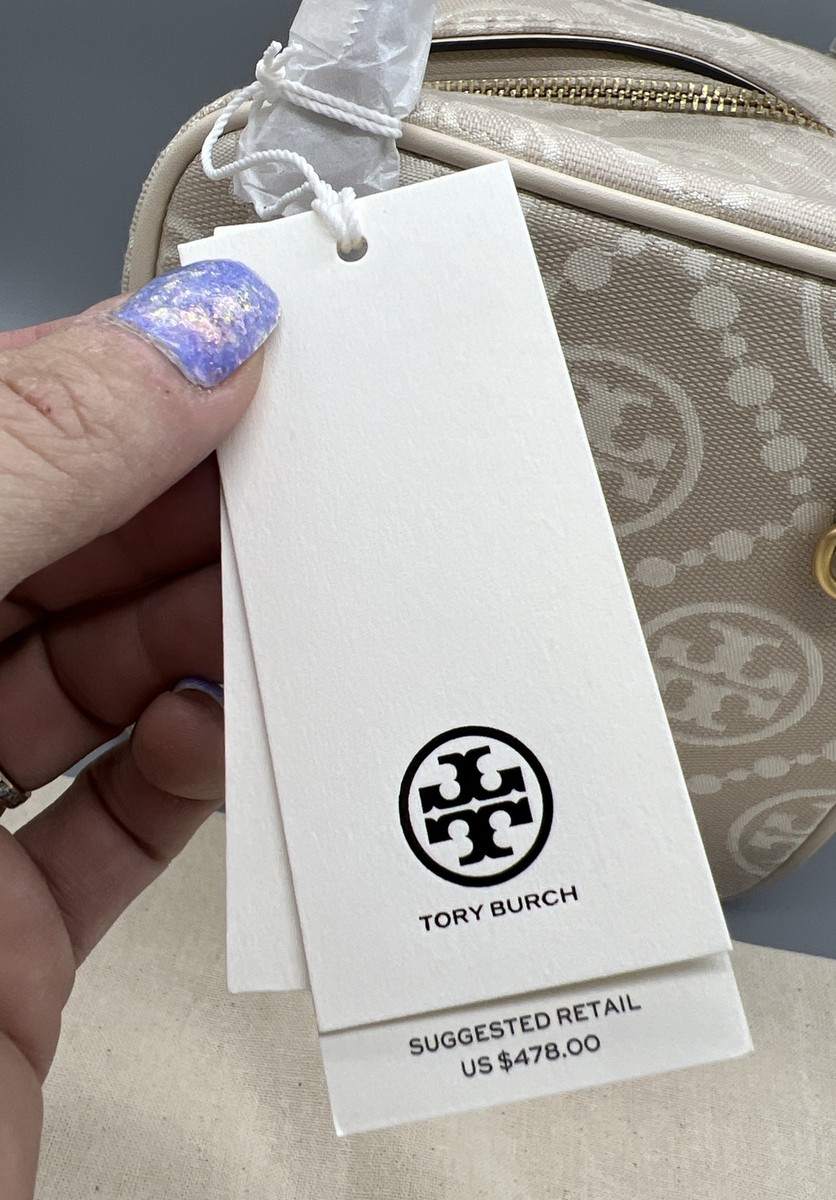 TORY BURCH
SUGGESTED RETAIL
US $478.00